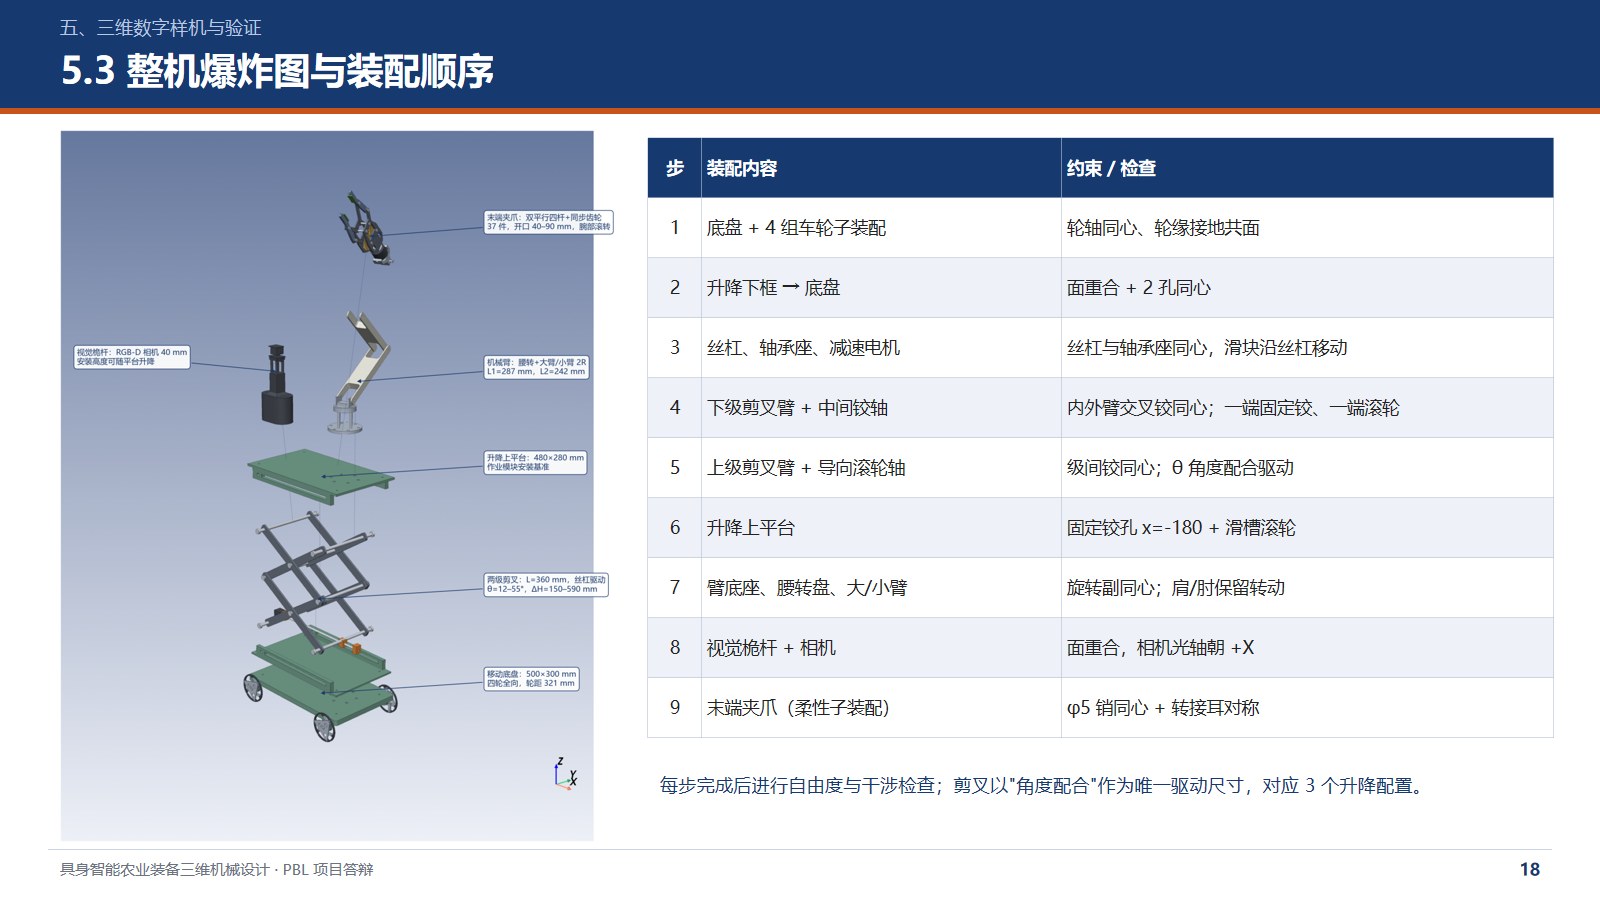 五、三维数字样机与验证
5.3 整机爆炸图与装配顺序
末端夹爪：双平行四杆+同步齿轮
37 件，开口 40-90 mm，腕部滚转
视觉桅杆：RGB-D 相机 40 mm
安装高度可随平台升降
机械臂：腰转+大臂/小臂 2R
L1=287 mm，L2=242 mm
升降上平台：480×280 mm
作业模块安装基准
两级剪叉：L=360 mm，丝杠驱动
θ=12-55°，ΔH=150-590 mm
移动底盘：500×300 mm
四轮全向，轮距 321 mm
Z
Y
X
步 装配内容 约束 / 检查
1 底盘 + 4 组车轮子装配 轮轴同心、轮缘接地共面
2 升降下框 → 底盘 面重合 + 2 孔同心
3 丝杠、轴承座、减速电机 丝杠与轴承座同心，滑块沿丝杠移动
4 下级剪叉臂 + 中间铰轴 内外臂交叉铰同心；一端固定铰、一端滚轮
5 上级剪叉臂 + 导向滚轮轴 级间铰同心；θ 角度配合驱动
6 升降上平台 固定铰孔 x=-180 + 滑槽滚轮
7 臂底座、腰转盘、大/小臂 旋转副同心；肩/肘保留转动
8 视觉桅杆 + 相机 面重合，相机光轴朝 +X
9 末端夹爪（柔性子装配） φ5 销同心 + 转接耳对称
每步完成后进行自由度与干涉检查；剪叉以"角度配合"作为唯一驱动尺寸，对应 3 个升降配置。
具身智能农业装备三维机械设计 · PBL 项目答辩
18